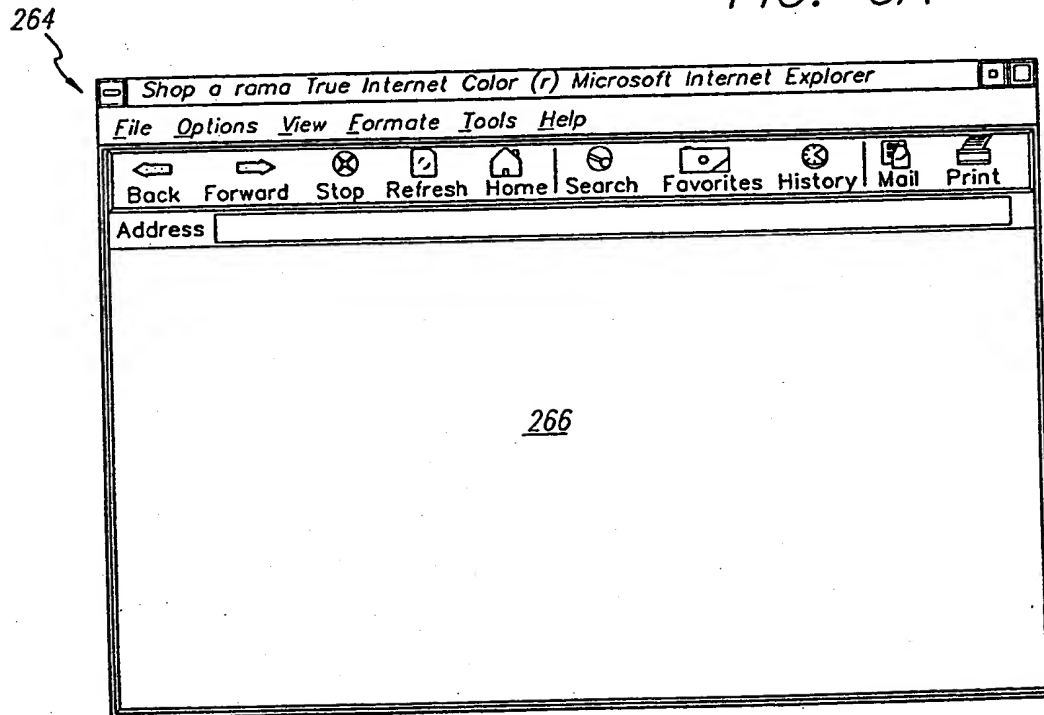 264
Shop a rama True Internet Color (r) Microsoft Internet Explorer
File Options View Formate Tools Help
Back Forward Stop Refresh Home Search Favorites History Mail Print
Address
266